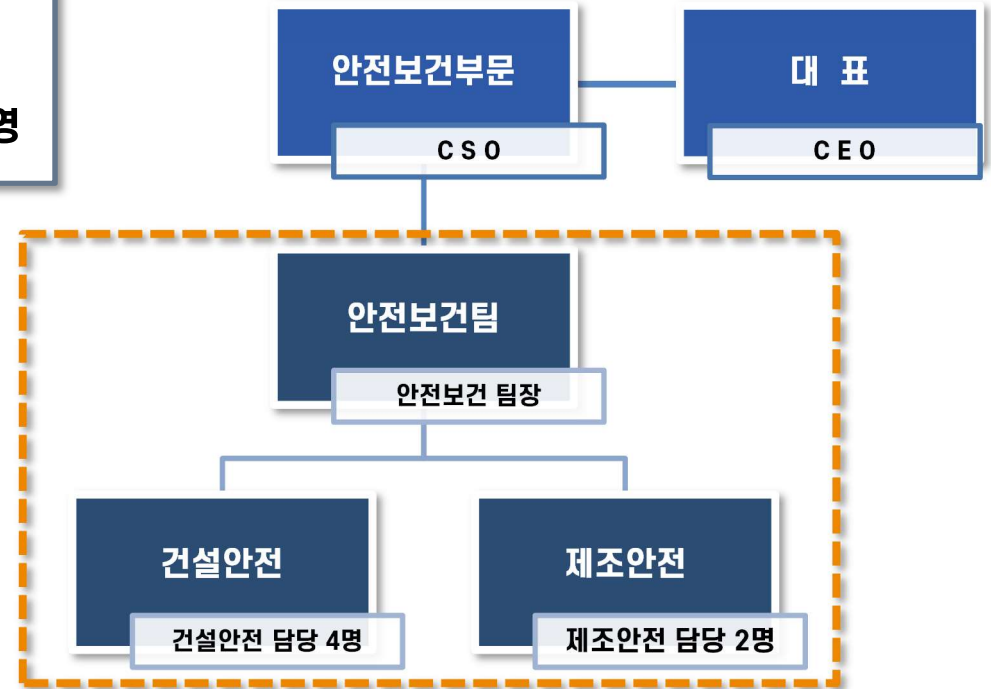 영
안전보건부문
CSO
대 표
CEO
안전보건팀
안전보건 팀장
건설안전
건설안전 담당 4명
제조안전
제조안전 담당 2명